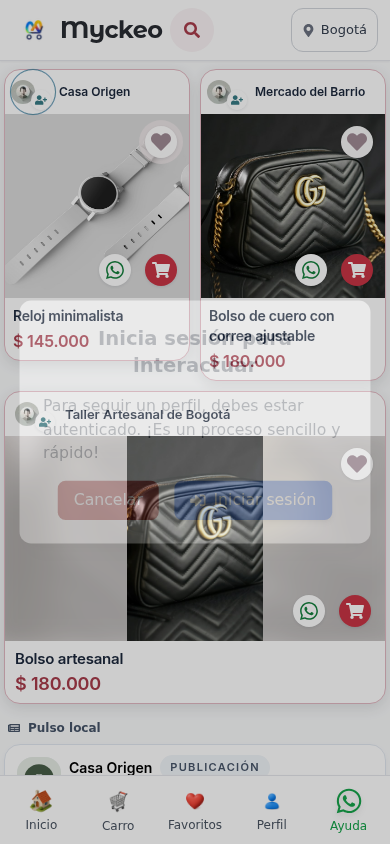 Myckeo
Bogotá
Casa Origen
Mercado del Barrio
Reloj minimalista
$ 145.000
Bolso de cuero con
correa ajustable
$ 180.000
Inicia sesión para
interactuar
Para seguir un perfil, debes estar
autenticado. ¡Es un proceso sencillo y
rápido!
Cancelar
Iniciar sesión
Taller Artesanal de Bogotá
Bolso artesanal
$ 180.000
Pulso local
Casa Origen
PUBLICACIÓN
Inicio
Carro
Favoritos
Perfil
Ayuda